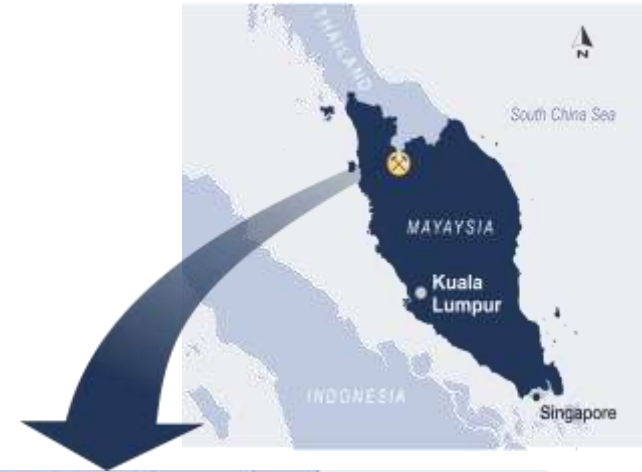 THAILAND
N
South China Sea
MAYAYSIA
Kuala
Lumpur
INDONESIA
Singapore